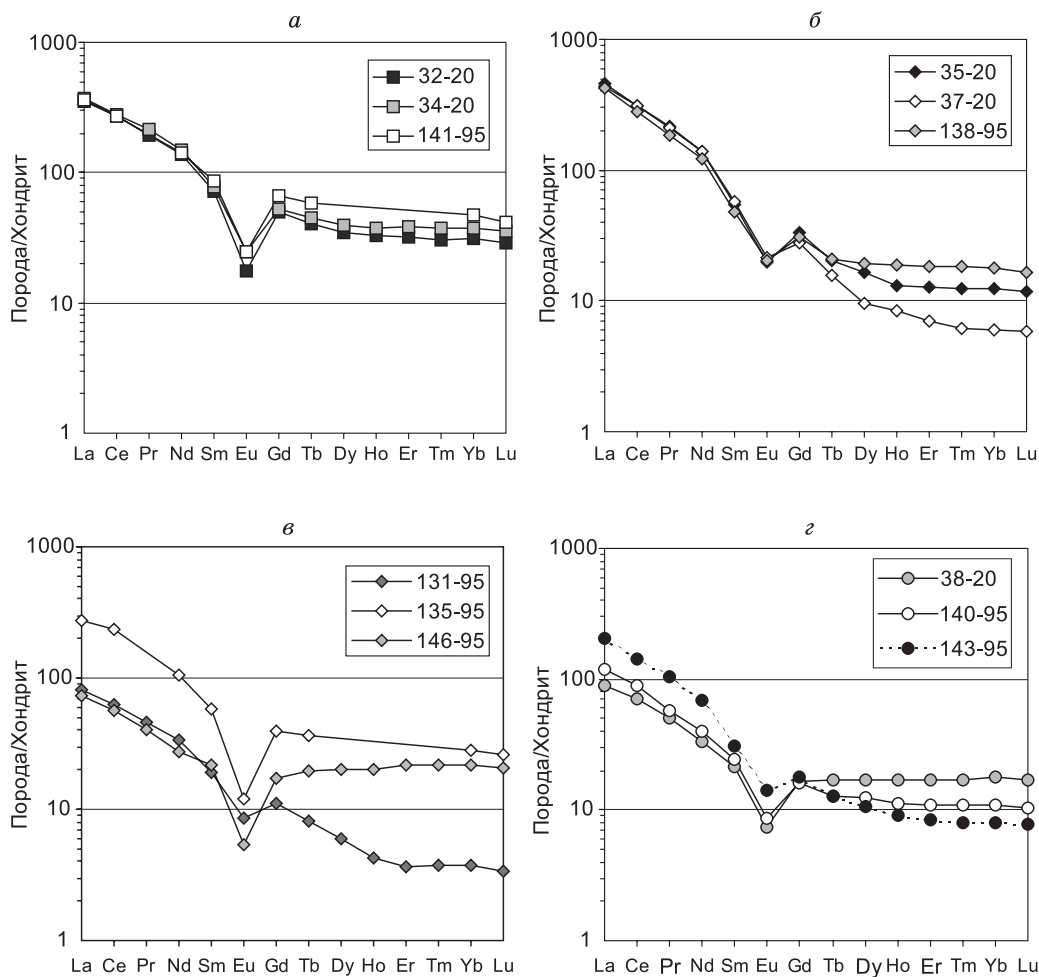 а
1000
100
10
1
Порода/Хондрит
32-20
34-20
141-95
La Ce Pr Nd Sm Eu Gd Tb Dy Ho Er Tm Yb Lu
б
1000
100
10
1
Порода/Хондрит
35-20
37-20
138-95
La Ce Pr Nd Sm Eu Gd Tb Dy Ho Er Tm Yb Lu
в
1000
100
10
1
Порода/Хондрит
131-95
135-95
146-95
La Ce Pr Nd Sm Eu Gd Tb Dy Ho Er Tm Yb Lu
г
1000
100
10
1
Порода/Хондрит
38-20
140-95
143-95
La Ce Pr Nd Sm Eu Gd Tb Dy Ho Er Tm Yb Lu